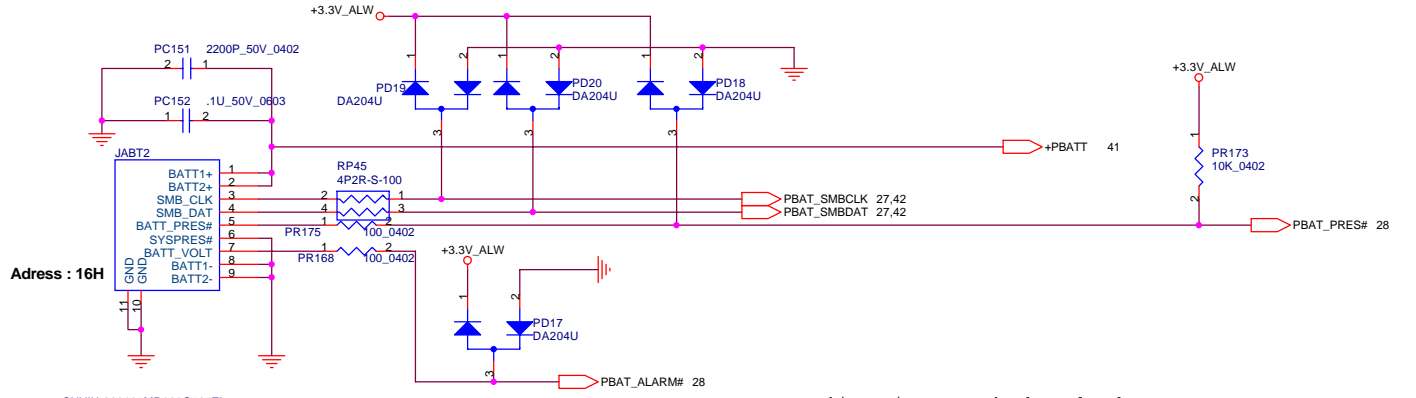 +3.3V_ALW
PC151 2200P_50V_0402
2 1
PC152 .1U_50V_0603
1 2
1 2 1 2 1 2
PD19
DA204U
PD20
DA204U
PD18
DA204U
3 3 3
+3.3V_ALW
1
PR173
10K_0402
2
+PBATT 41
JABT2
BATT1+ 1
BATT2+ 2
SMB_CLK 3
SMB_DAT 4
BATT_PRES# 5
SYSPRES# 6
BATT_VOLT 7
BATT1- 8
BATT2- 9
GND 11
GND 10
Adress : 16H
RP45
4P2R-S-100
2 1
4 3
PBAT_SMBCLK 27,42
PBAT_SMBDAT 27,42
1 2
PR175 100_0402
PBAT_PRES# 28
1 2
PR168 100_0402
+3.3V_ALW
1 2
PD17
DA204U
3
PBAT_ALARM# 28